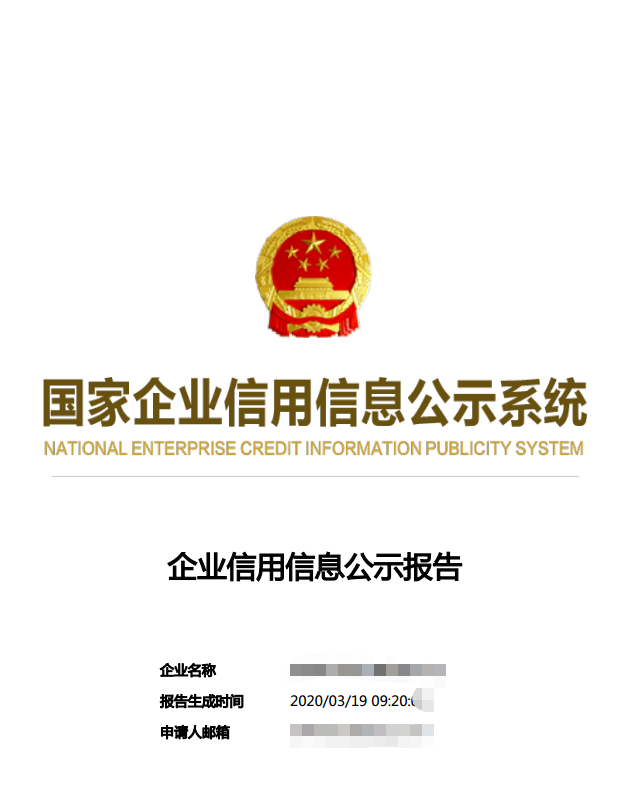 国家企业信用信息公示系统
NATIONAL ENTERPRISE CREDIT INFORMATION PUBLICITY SYSTEM
企业信用信息公示报告
企业名称
报告生成时间 2020/03/19 09:20:
申请人邮箱